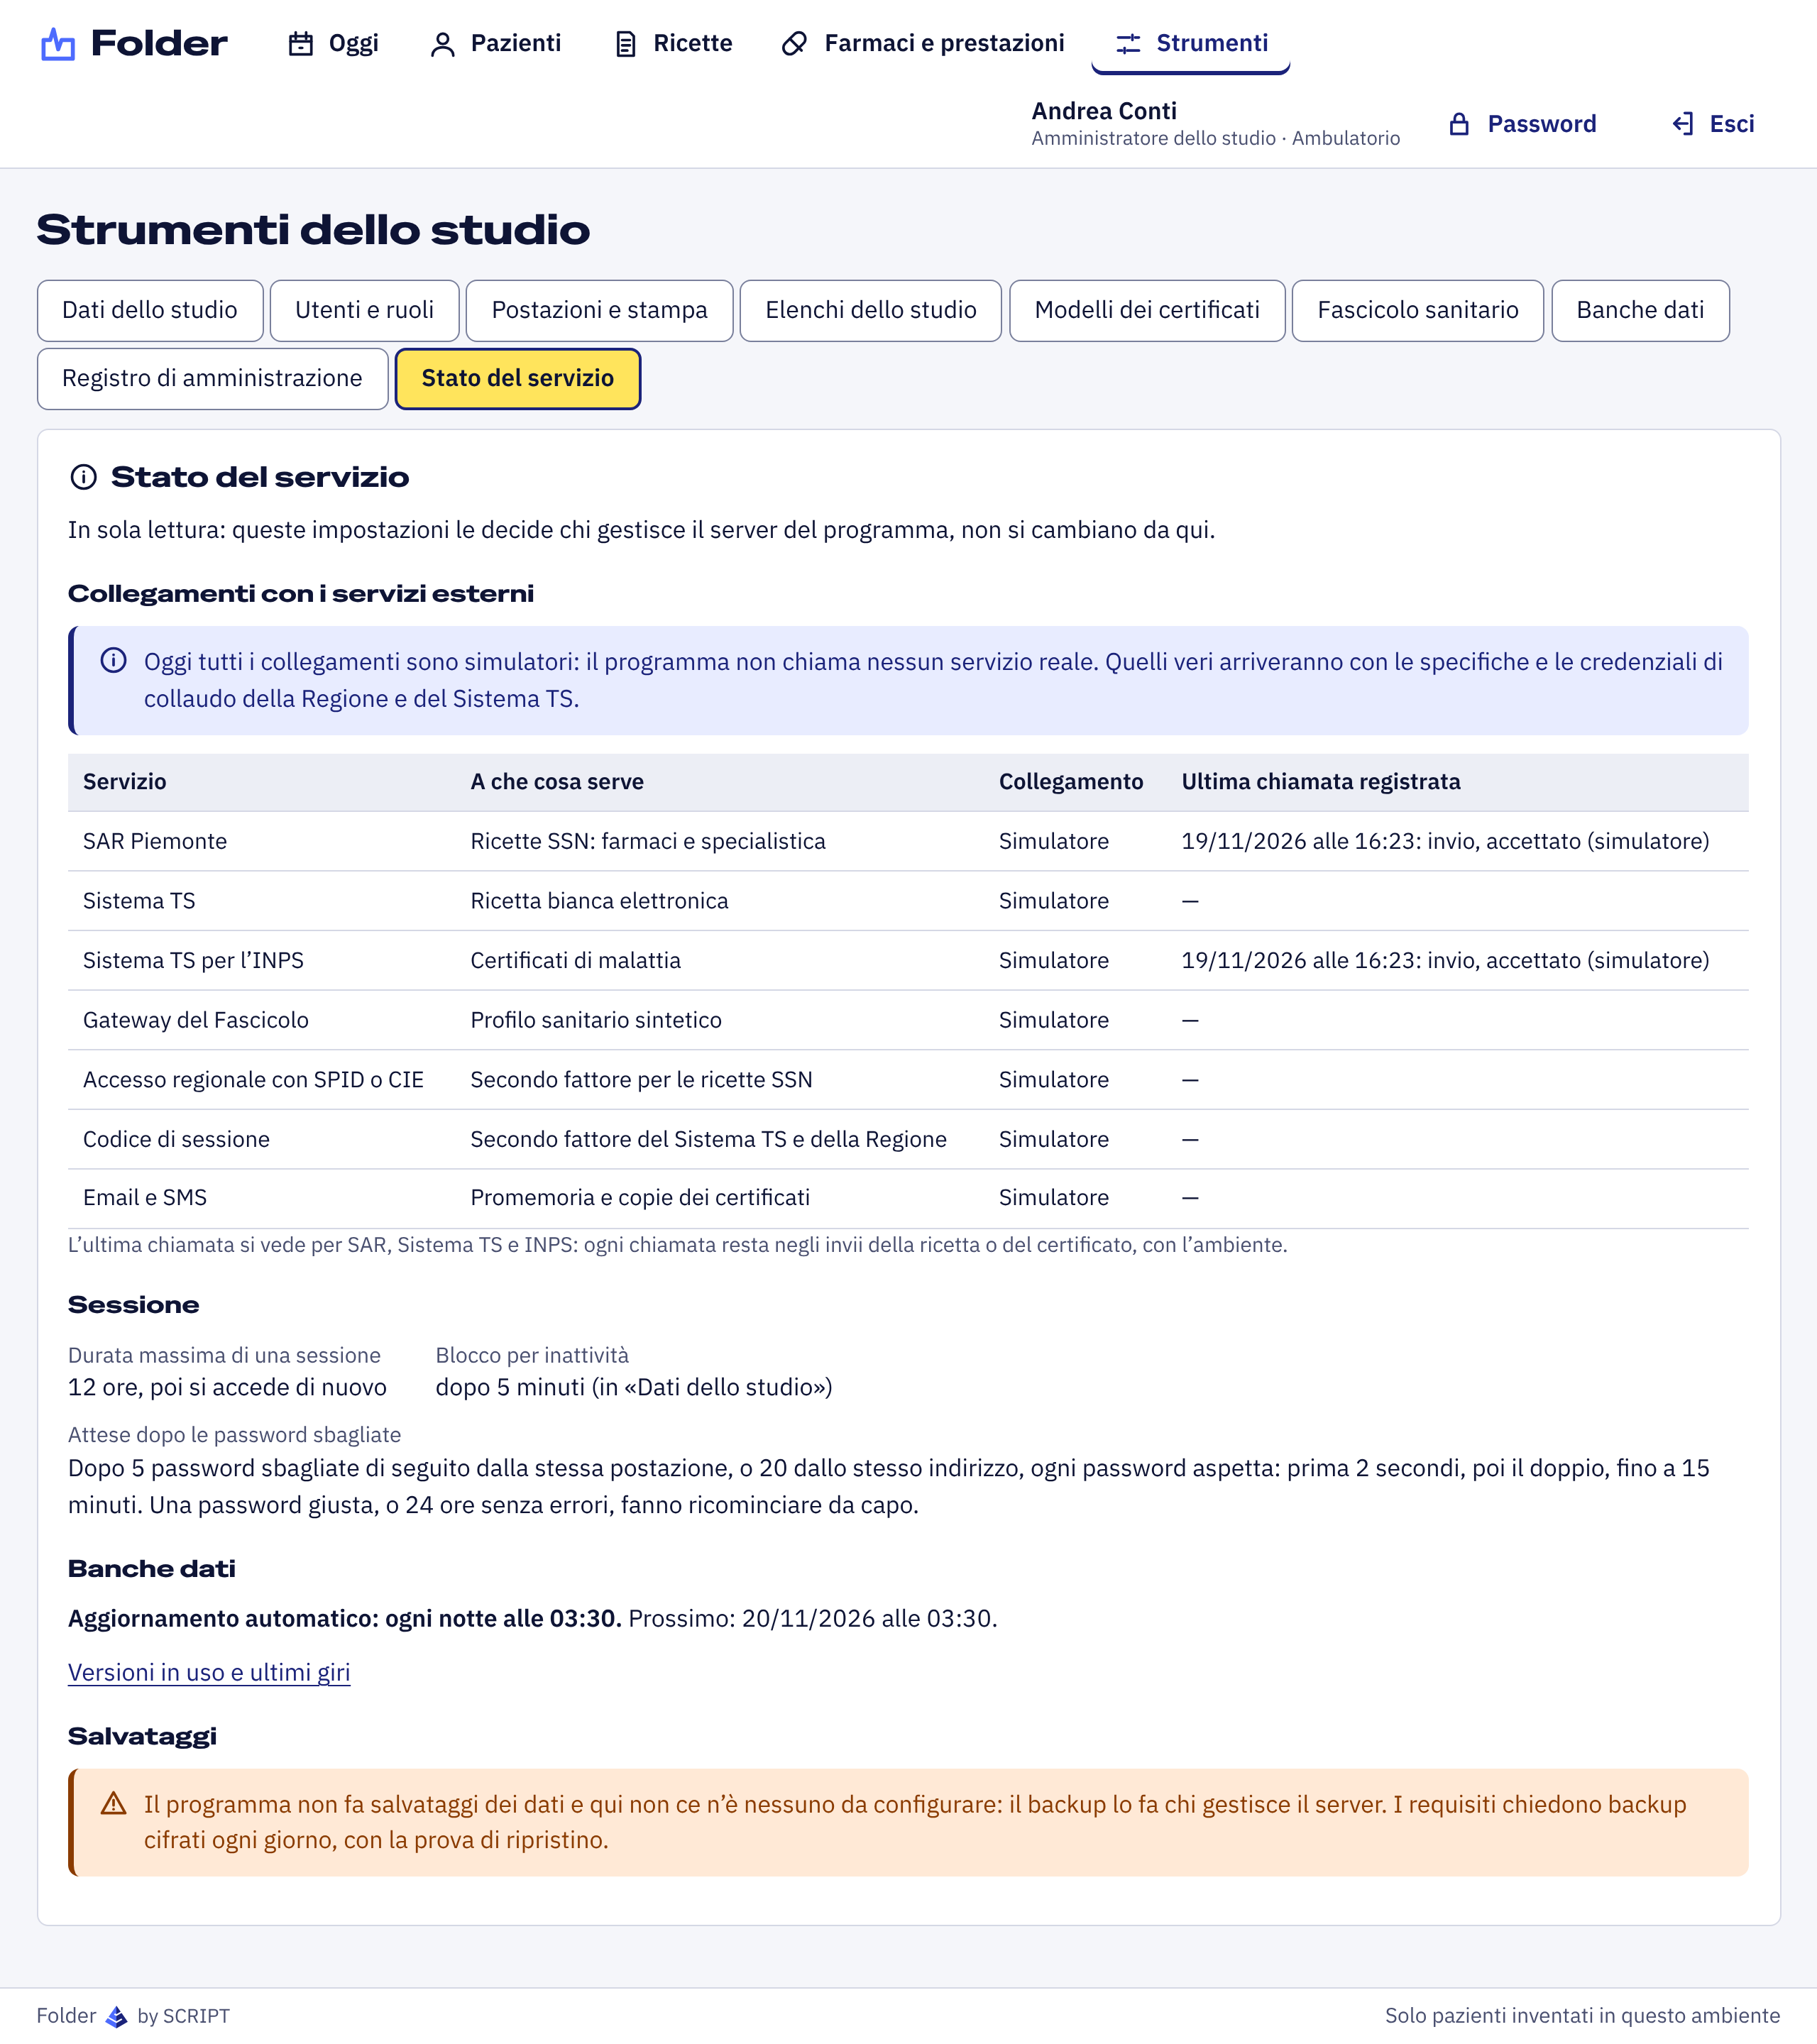 Folder
Oggi
Pazienti
Ricette
Farmaci e prestazioni
Strumenti
Andrea Conti
Amministratore dello studio · Ambulatorio
Password
Esci
Strumenti dello studio
Dati dello studio
Utenti e ruoli
Postazioni e stampa
Elenchi dello studio
Modelli dei certificati
Fascicolo sanitario
Banche dati
Registro di amministrazione
Stato del servizio
Stato del servizio
In sola lettura: queste impostazioni le decide chi gestisce il server del programma, non si cambiano da qui.
Collegamenti con i servizi esterni
Oggi tutti i collegamenti sono simulatori: il programma non chiama nessun servizio reale. Quelli veri arriveranno con le specifiche e le credenziali di
collaudo della Regione e del Sistema TS.
Servizio A che cosa serve Collegamento Ultima chiamata registrata
SAR Piemonte Ricette SSN: farmaci e specialistica Simulatore 19/11/2026 alle 16:23: invio, accettato (simulatore)
Sistema TS Ricetta bianca elettronica Simulatore —
Sistema TS per l’INPS Certificati di malattia Simulatore 19/11/2026 alle 16:23: invio, accettato (simulatore)
Gateway del Fascicolo Profilo sanitario sintetico Simulatore —
Accesso regionale con SPID o CIE Secondo fattore per le ricette SSN Simulatore —
Codice di sessione Secondo fattore del Sistema TS e della Regione Simulatore —
Email e SMS Promemoria e copie dei certificati Simulatore —
L’ultima chiamata si vede per SAR, Sistema TS e INPS: ogni chiamata resta negli invii della ricetta o del certificato, con l’ambiente.
Sessione
Durata massima di una sessione
12 ore, poi si accede di nuovo
Blocco per inattività
dopo 5 minuti (in «Dati dello studio»)
Attese dopo le password sbagliate
Dopo 5 password sbagliate di seguito dalla stessa postazione, o 20 dallo stesso indirizzo, ogni password aspetta: prima 2 secondi, poi il doppio, fino a 15
minuti. Una password giusta, o 24 ore senza errori, fanno ricominciare da capo.
Banche dati
Aggiornamento automatico: ogni notte alle 03:30. Prossimo: 20/11/2026 alle 03:30.
Versioni in uso e ultimi giri
Salvataggi
Il programma non fa salvataggi dei dati e qui non ce n’è nessuno da configurare: il backup lo fa chi gestisce il server. I requisiti chiedono backup
cifrati ogni giorno, con la prova di ripristino.
Folder by SCRIPT
Solo pazienti inventati in questo ambiente